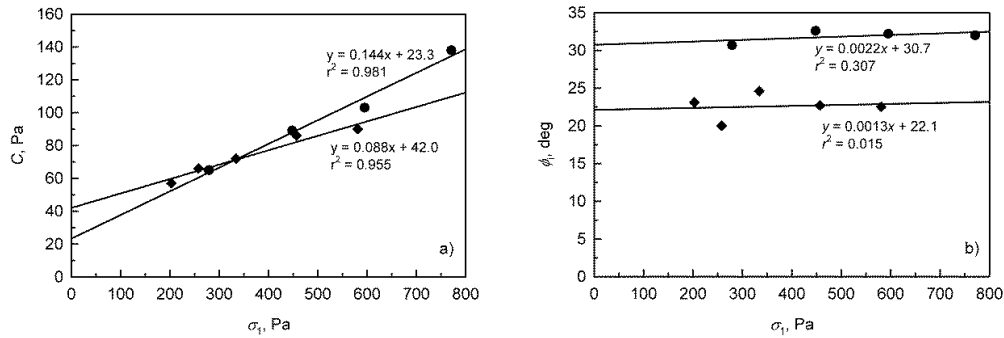 160
140
120
100
80
60
40
20
0
C, Pa
y = 0.144x + 23.3
r² = 0.981
y = 0.088x + 42.0
r² = 0.955
a)
0 100 200 300 400 500 600 700 800
σ₁, Pa
35
30
25
20
15
10
5
0
ϕᵢ, deg
y = 0.0022x + 30.7
r² = 0.307
y = 0.0013x + 22.1
r² = 0.015
b)
0 100 200 300 400 500 600 700 800
σ₁, Pa